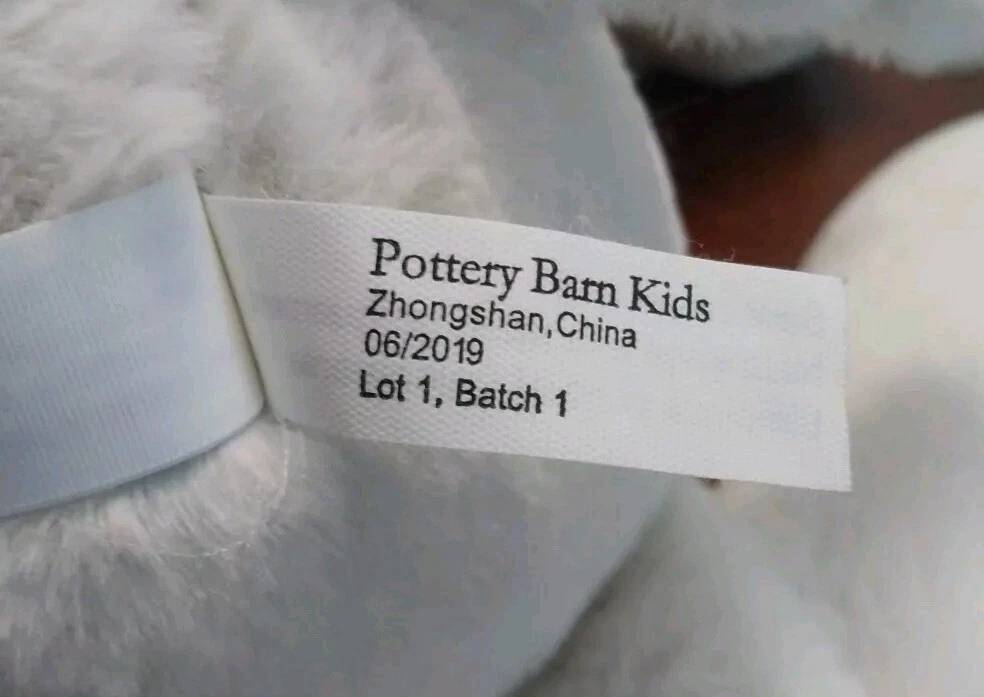 Pottery Barn Kids
Zhongshan,China
06/2019
Lot 1, Batch 1